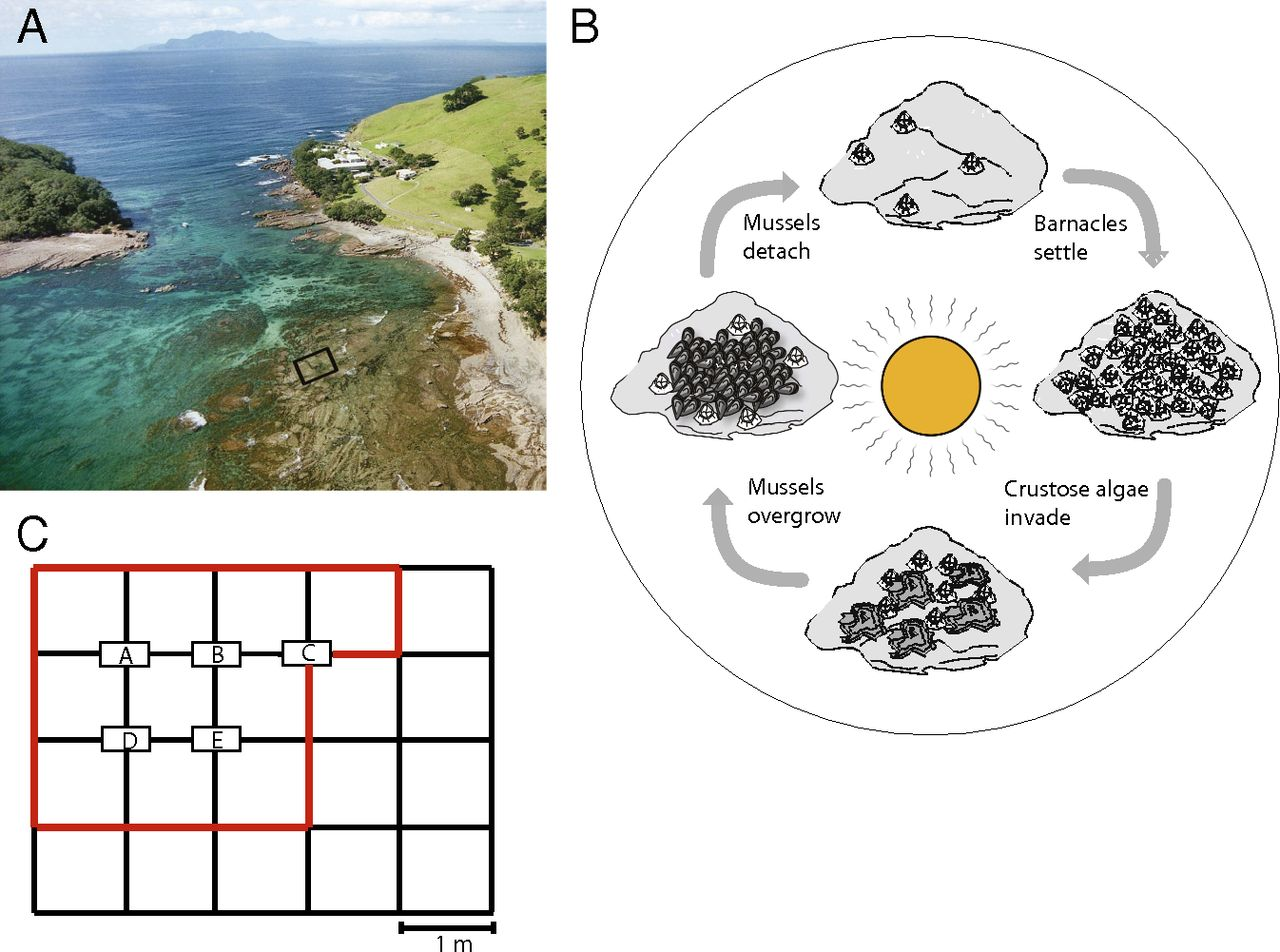 A
B
Mussels
detach
Barnacles
settle
Mussels
overgrow
Crustose algae
invade
C
A B C
D E
1 m